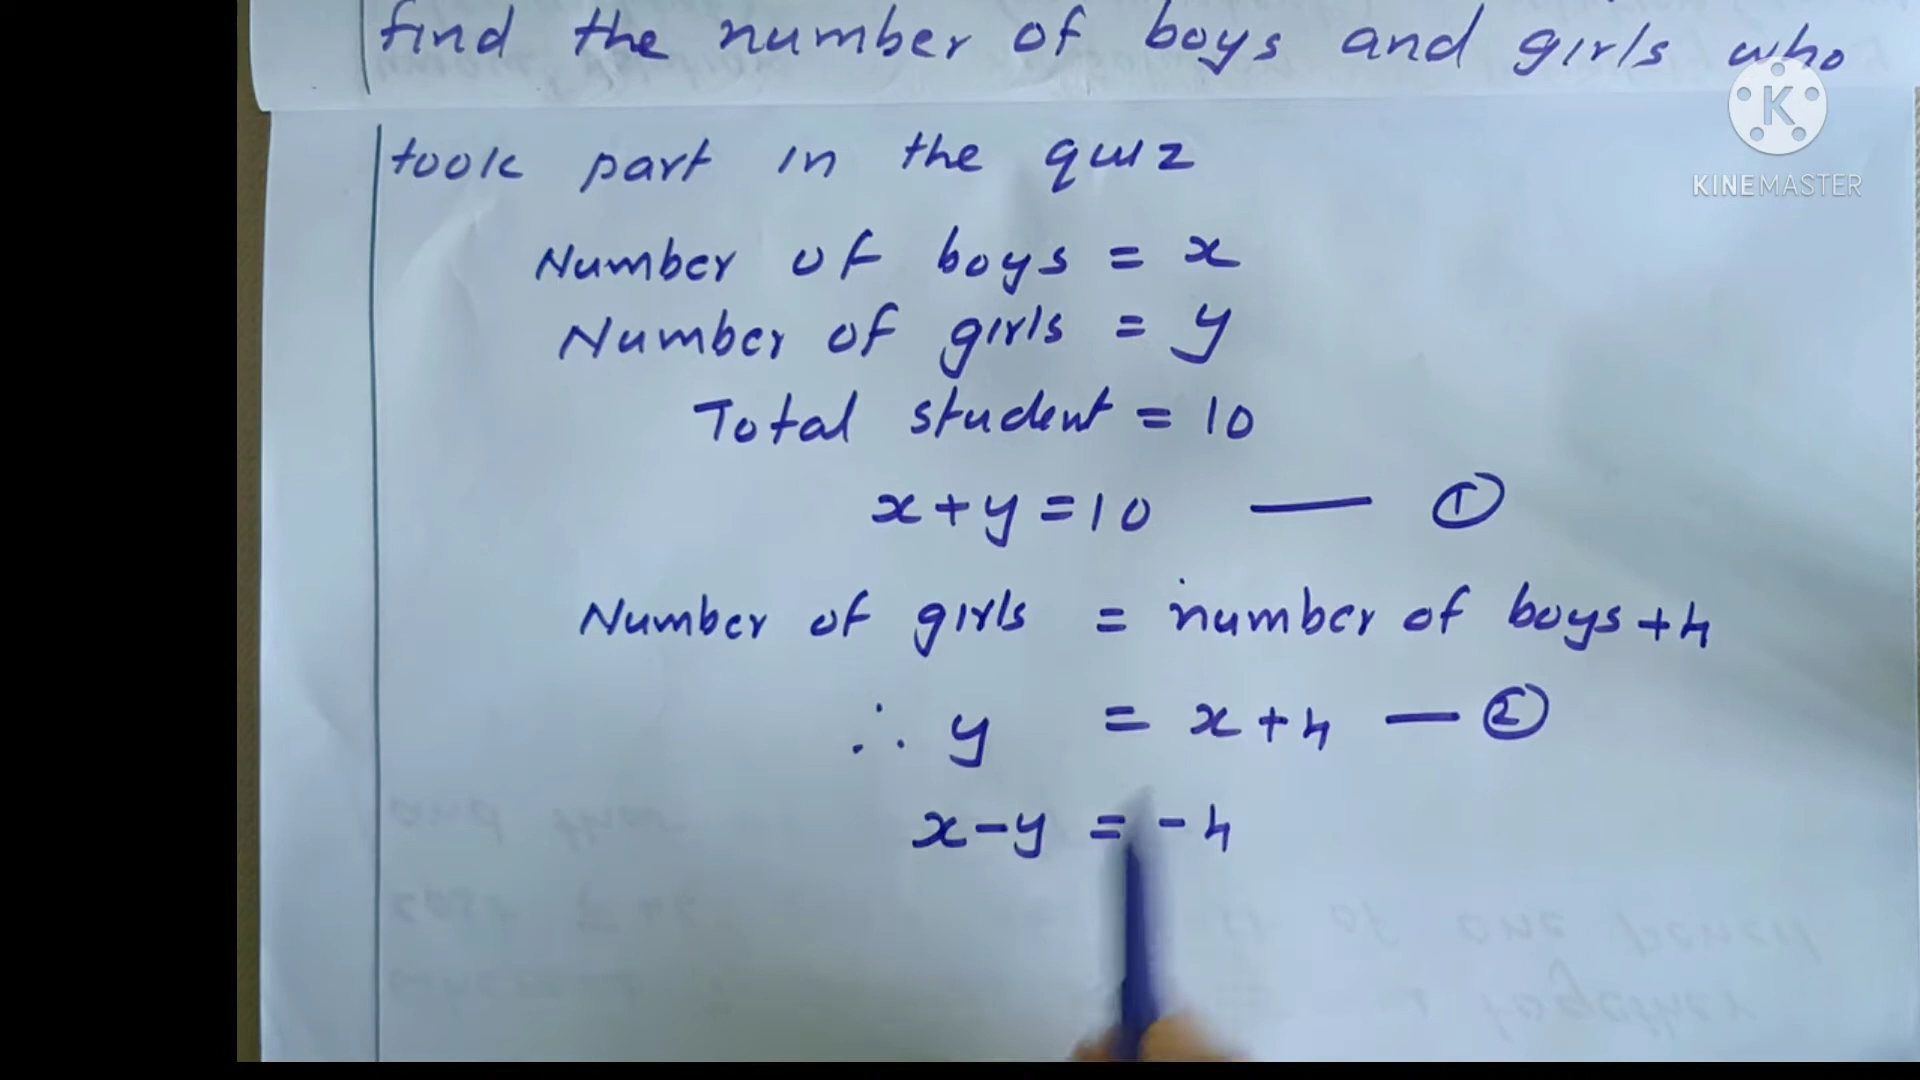 find the number of boys and girls who
took part in the quiz
KINEMASTER
Number of boys = x
Number of girls = y
Total student = 10
x+y=10 — ①
Number of girls = number of boys+4
∴ y = x+4 — ②
x-y = -4